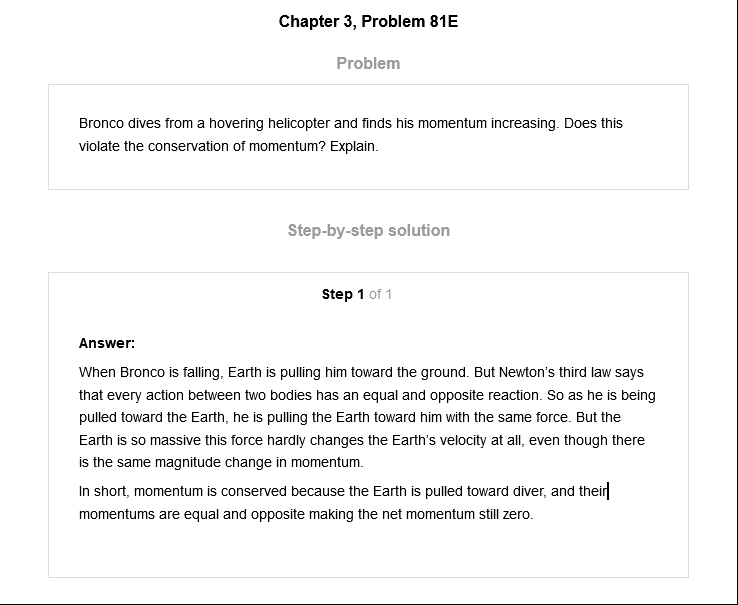 Chapter 3, Problem 81E
Problem
Bronco dives from a hovering helicopter and finds his momentum increasing. Does this
violate the conservation of momentum? Explain.
Step-by-step solution
Step 1 of 1
Answer:
When Bronco is falling, Earth is pulling him toward the ground. But Newton's third law says
that every action between two bodies has an equal and opposite reaction. So as he is being
pulled toward the Earth, he is pulling the Earth toward him with the same force. But the
Earth is so massive this force hardly changes the Earth's velocity at all, even though there
is the same magnitude change in momentum.
In short, momentum is conserved because the Earth is pulled toward diver, and their
momentums are equal and opposite making the net momentum still zero.